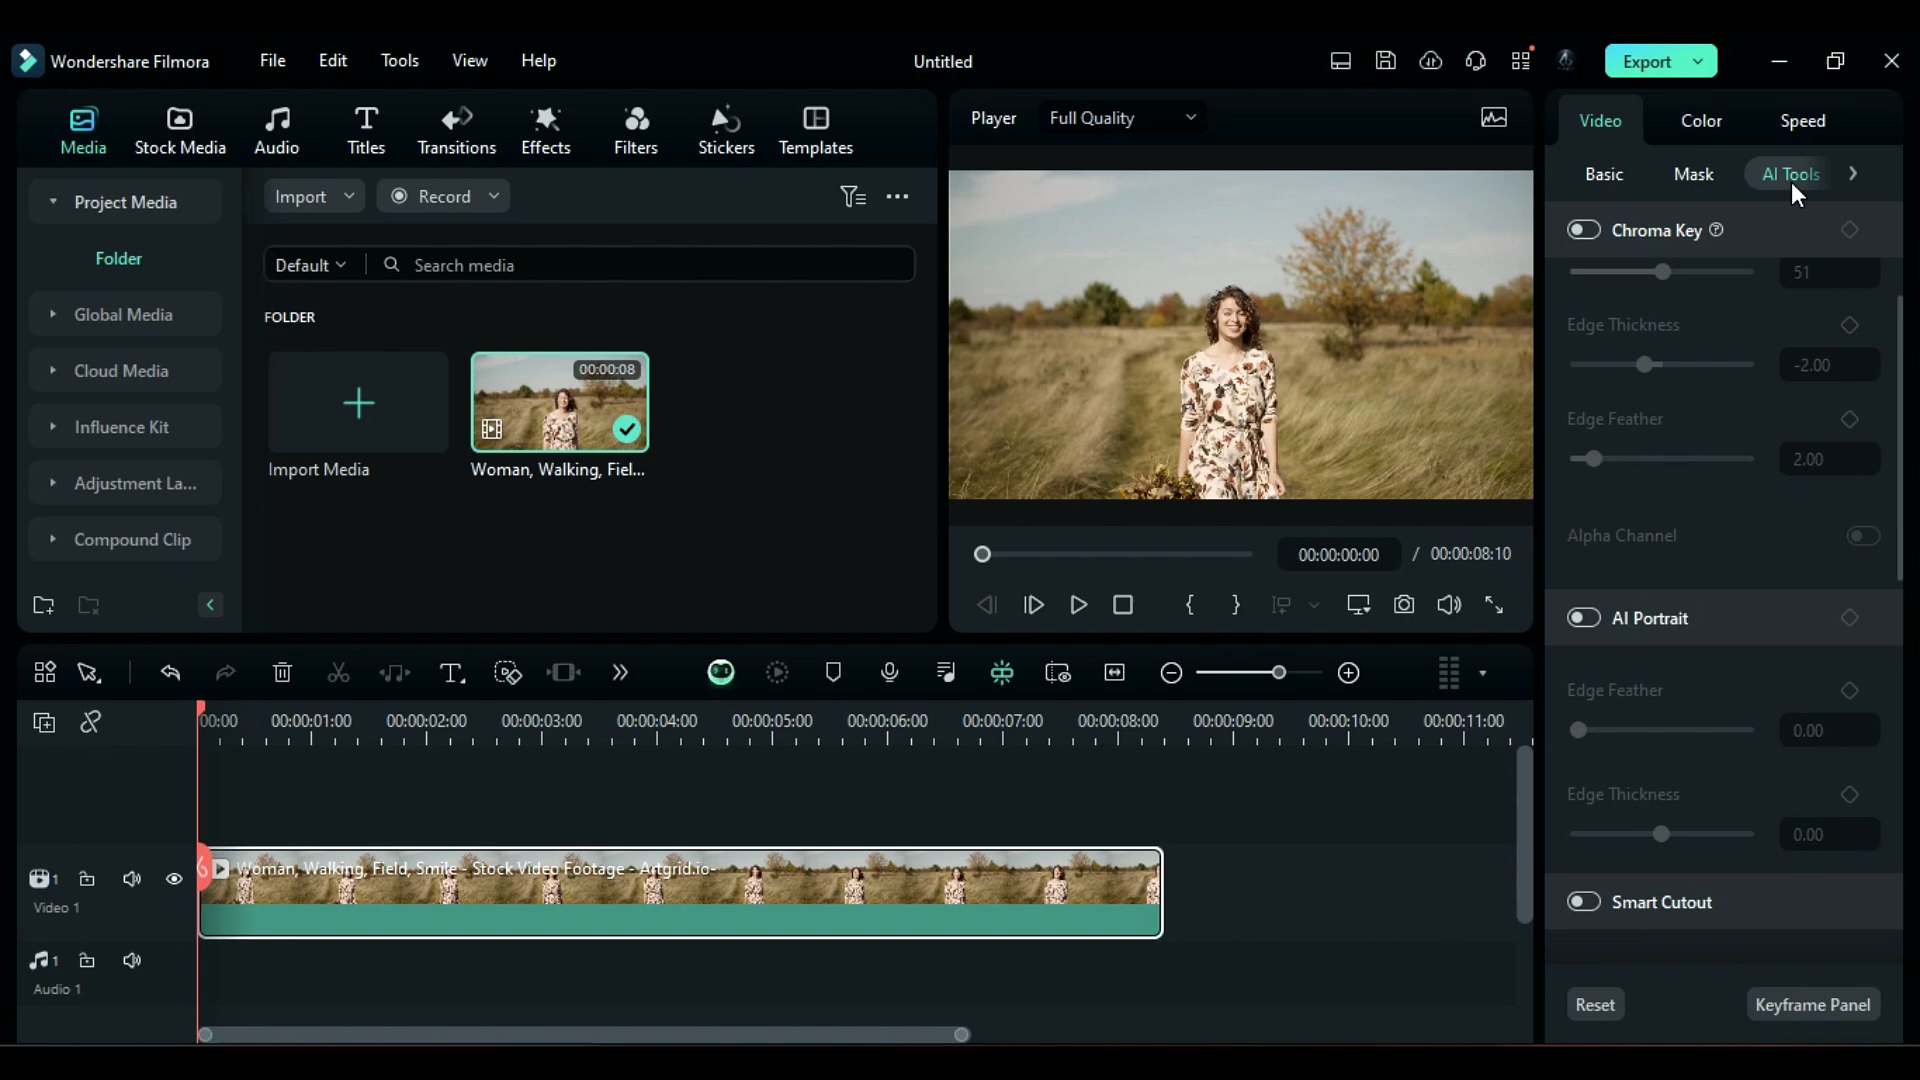 Wondershare Filmora
File
Edit
Tools
View
Help
Untitled
Export
Media
Stock Media
Audio
Titles
Transitions
Effects
Filters
Stickers
Templates
Project Media
Folder
Global Media
Cloud Media
Influence Kit
Adjustment La...
Compound Clip
Import
Record
Default
Search media
FOLDER
00:00:08
Import Media
Woman, Walking, Fiel...
Player
Full Quality
00:00:00:00
/ 00:00:08:10
Video
Color
Speed
Basic
Mask
AI Tools
Chroma Key
51
Edge Thickness
-2.00
Edge Feather
2.00
Alpha Channel
AI Portrait
Edge Feather
0.00
Edge Thickness
0.00
Smart Cutout
Reset
Keyframe Panel
00:00
00:00:01:00
00:00:02:00
00:00:03:00
00:00:04:00
00:00:05:00
00:00:06:00
00:00:07:00
00:00:08:00
00:00:09:00
00:00:10:00
00:00:11:00
1
Video 1
Woman, Walking, Field, Smile - Stock Video Footage - Artgrid.io-
1
Audio 1